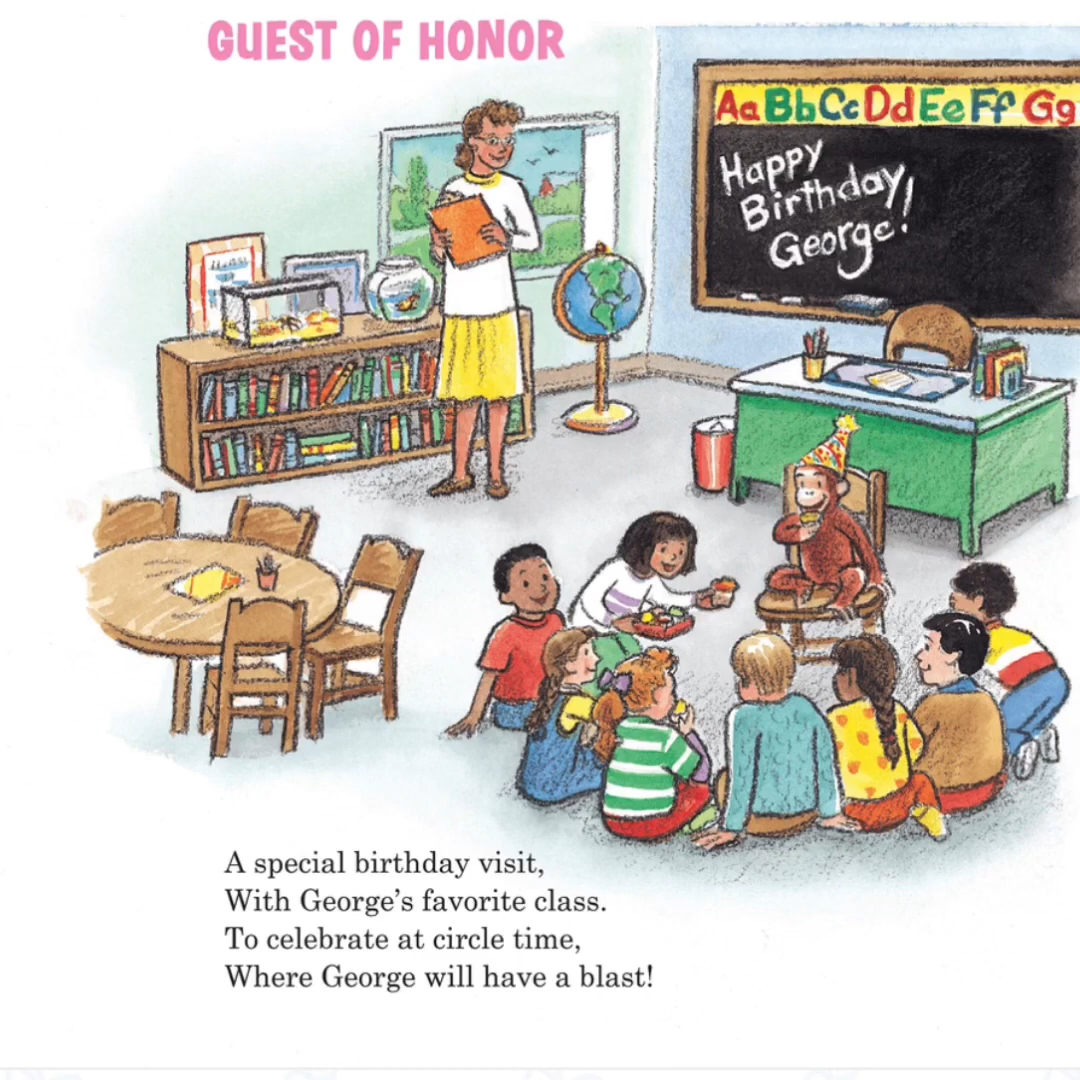 GUEST OF HONOR
Aa Bb Cc Dd Ee Ff Gg
Happy
Birthday,
George!
A special birthday visit,
With George's favorite class.
To celebrate at circle time,
Where George will have a blast!